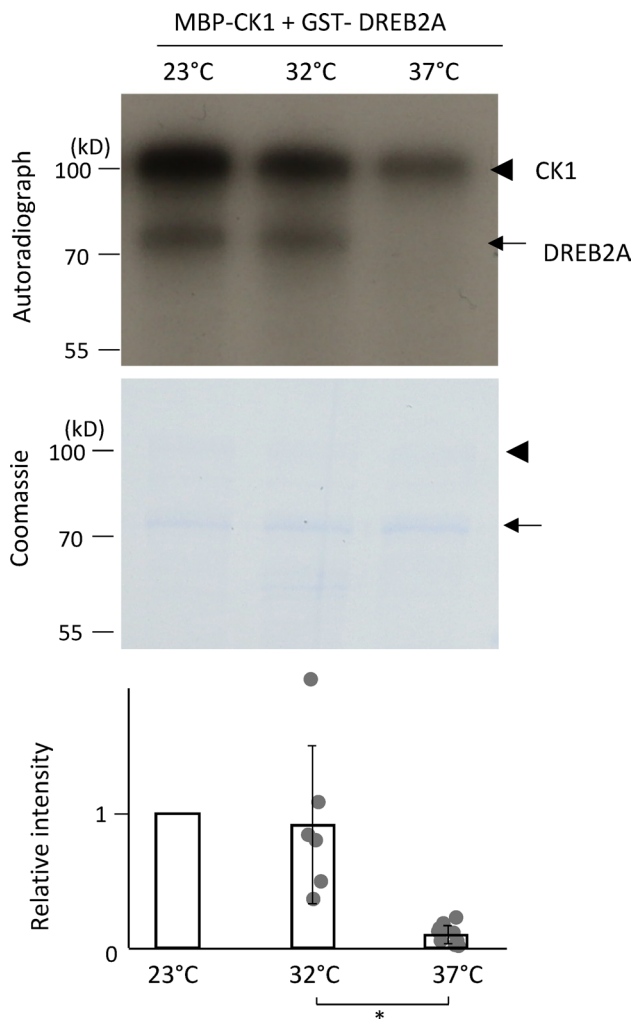 MBP-CK1 + GST- DREB2A
23°C 32°C 37°C
Autoradiograph
(kD)
100
70
55
CK1
DREB2A
Coomassie
(kD)
100
70
55
Relative intensity
1
0
23°C 32°C 37°C
*